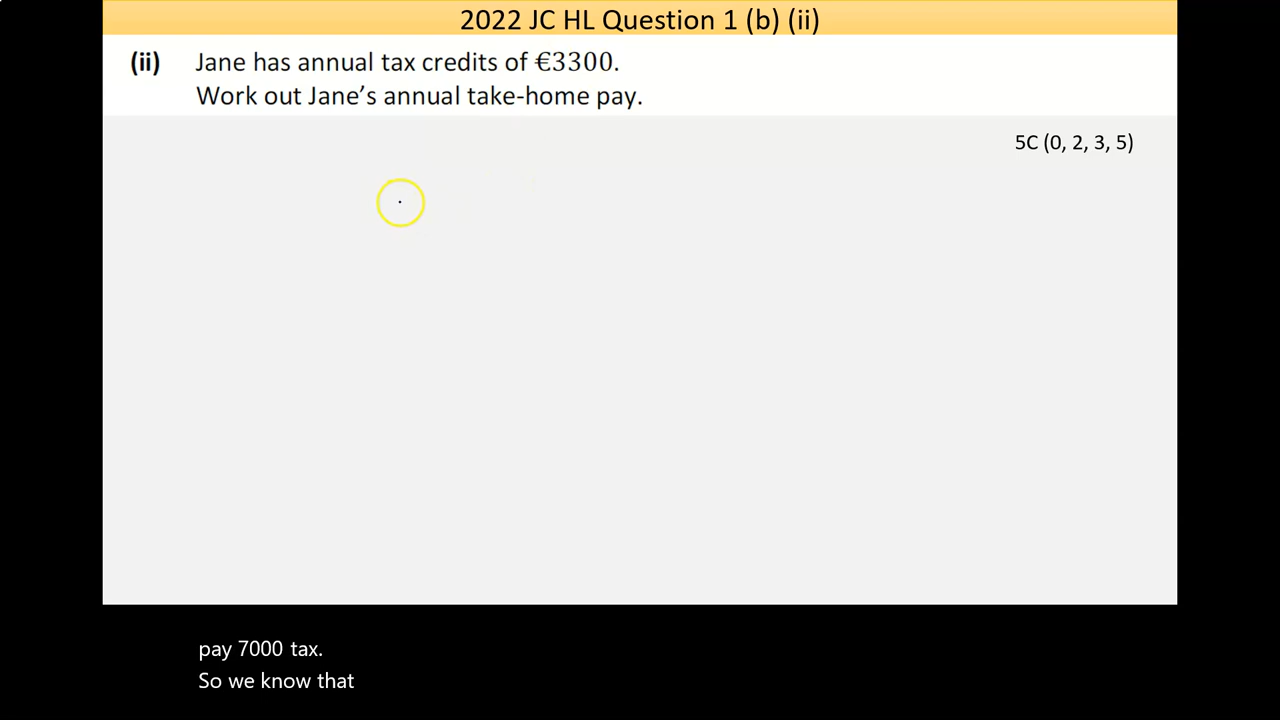 2022 JC HL Question 1 (b) (ii)
(ii) Jane has annual tax credits of €3300.
Work out Jane’s annual take-home pay.
5C (0, 2, 3, 5)
pay 7000 tax.
So we know that